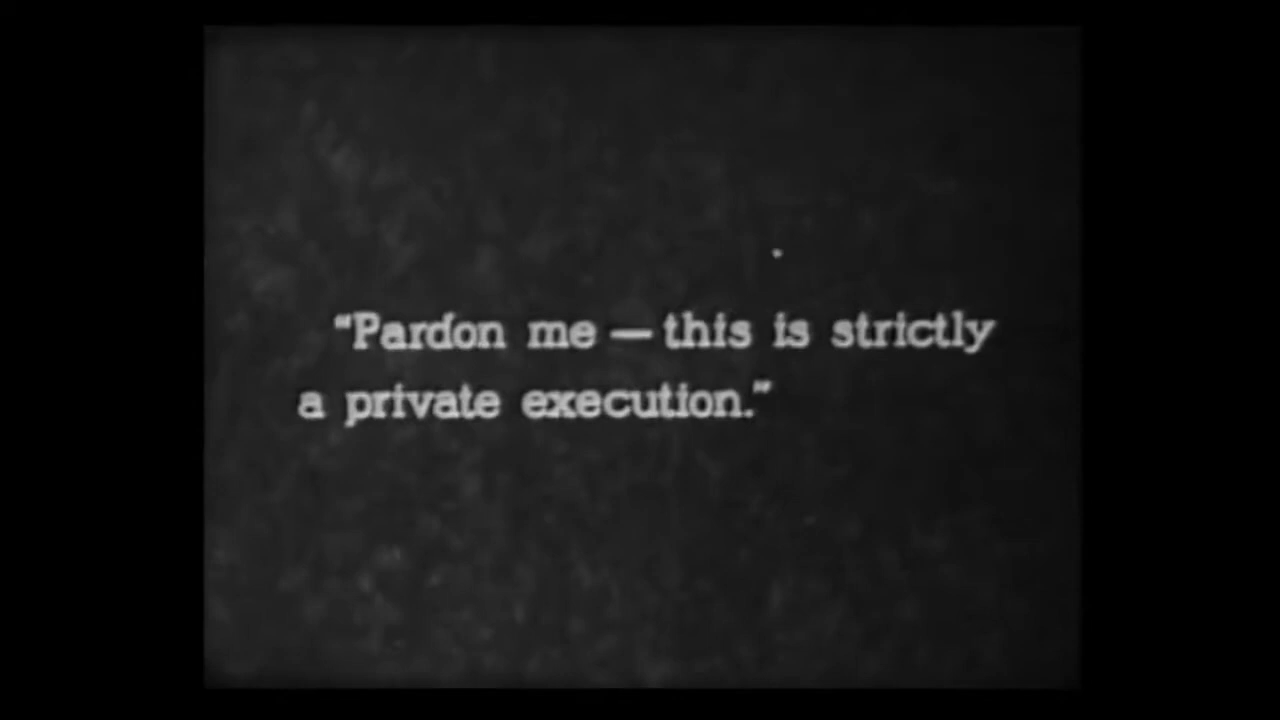 “Pardon me — this is strictly
a private execution.”